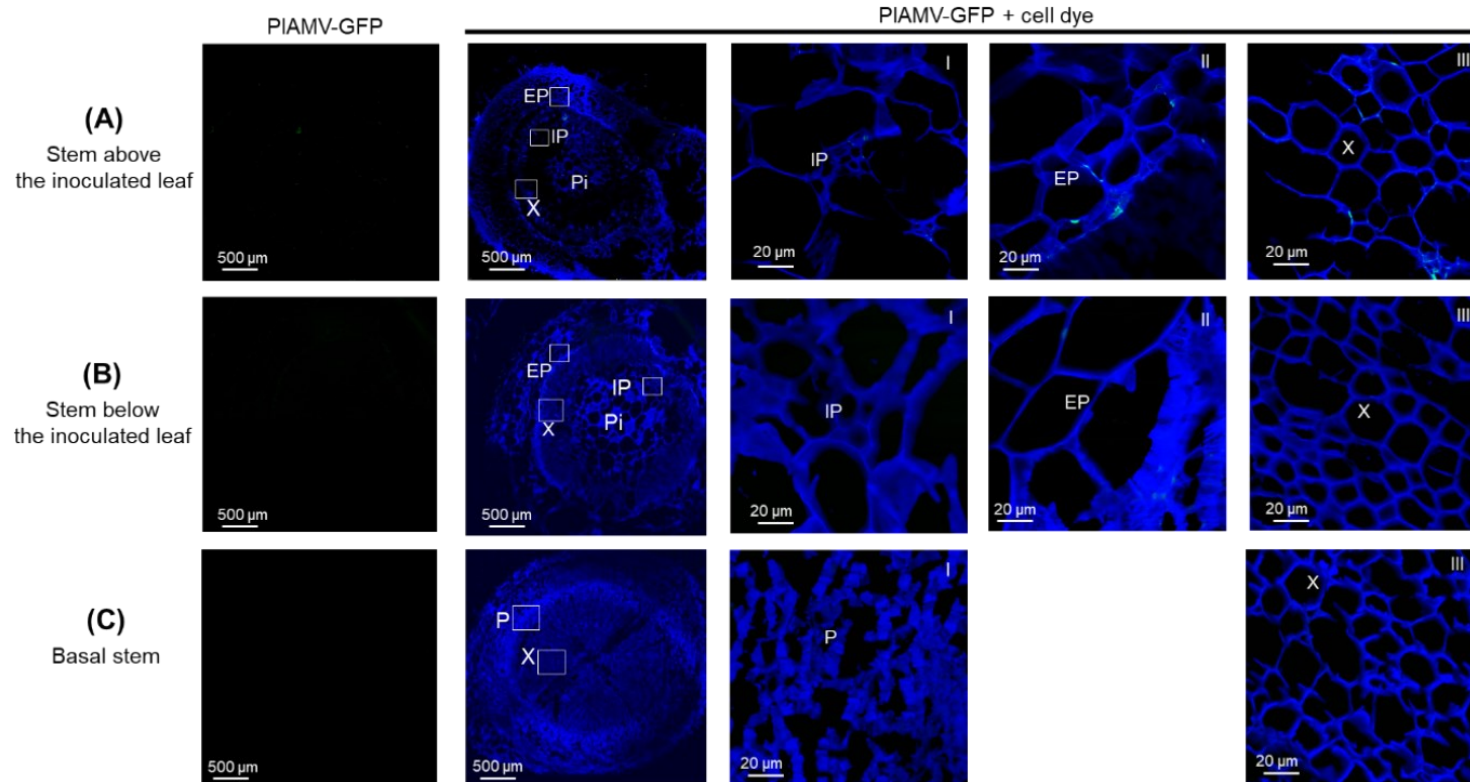 PlAMV-GFP
PlAMV-GFP + cell dye
(A)
Stem above
the inoculated leaf
500 µm
EP
IP
Pi
X
500 µm
I
IP
20 µm
II
EP
20 µm
III
X
20 µm
(B)
Stem below
the inoculated leaf
500 µm
EP
IP
Pi
X
500 µm
I
IP
20 µm
II
EP
20 µm
III
X
20 µm
(C)
Basal stem
500 µm
P
X
500 µm
I
P
20 µm
III
X
20 µm